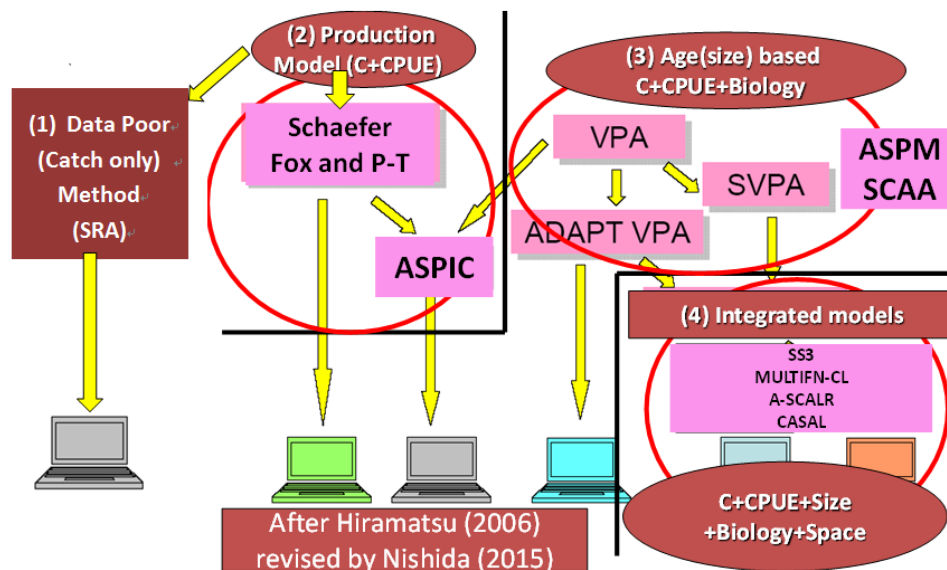 (1) Data Poor
(Catch only)
Method
(SRA)
(2) Production
Model (C+CPUE)
Schaefer
Fox and P-T
ASPIC
(3) Age(size) based
C+CPUE+Biology
VPA
SVPA
ADAPT VPA
ASPM
SCAA
(4) Integrated models
SS3
MULTIFN-CL
A-SCALR
CASAL
C+CPUE+Size
+Biology+Space
After Hiramatsu (2006)
revised by Nishida (2015)